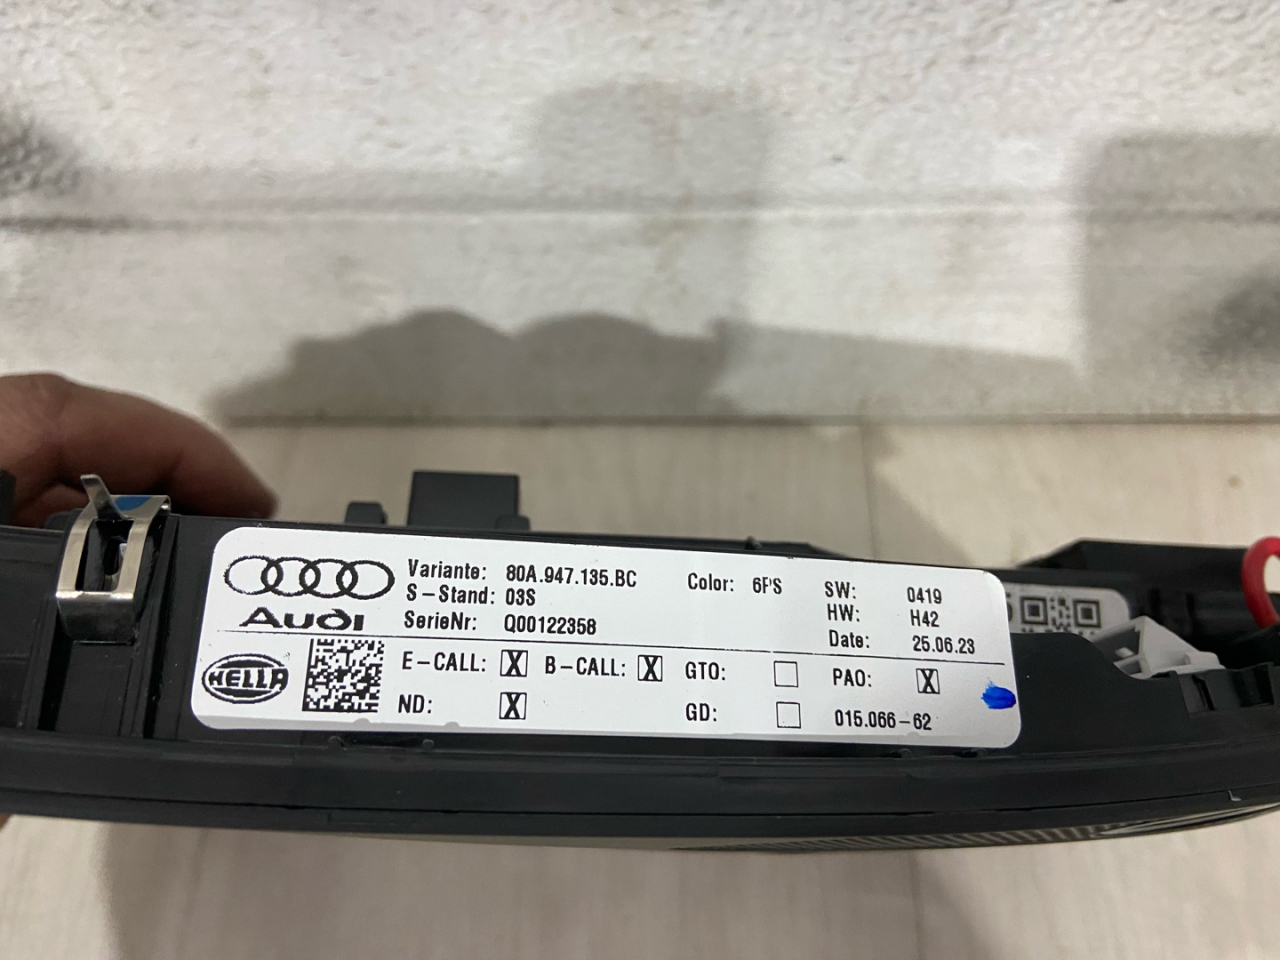 Audi
Variante: 80A.947.135.BC Color: 6PS SW: 0419
S-Stand: 03S HW: H42
SerieNr: Q00122358 Date: 25.06.23
HELLA E-CALL: X B-CALL: X GTO: PAO: X
ND: X GD: 015.066-62